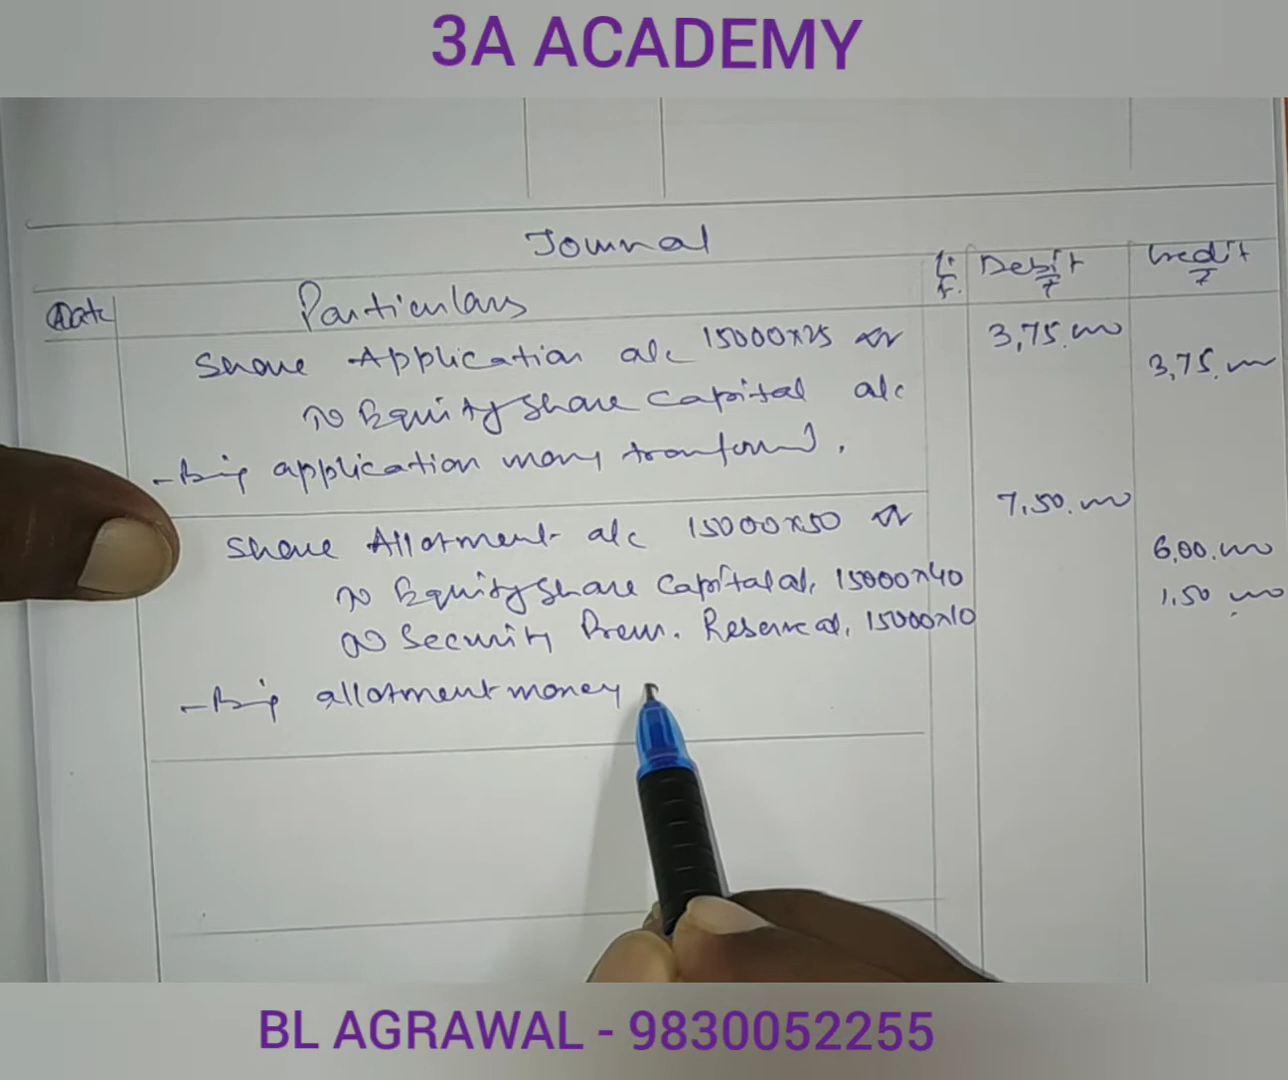 3A ACADEMY
Journal
Date Particulars L.F. Debit ₹ Credit ₹
Share Application a/c 15000x25 Dr 3,75,000
To Equity Share Capital a/c 3,75,000
- Being application money transferred.
Share Allotment a/c 15000x50 Dr 7,50,000
To Equity Share Capital a/c, 15000x40 6,00,000
To Security Prem. Reserve a/c, 15000x10 1,50,000
- Being allotment money
BL AGRAWAL - 9830052255